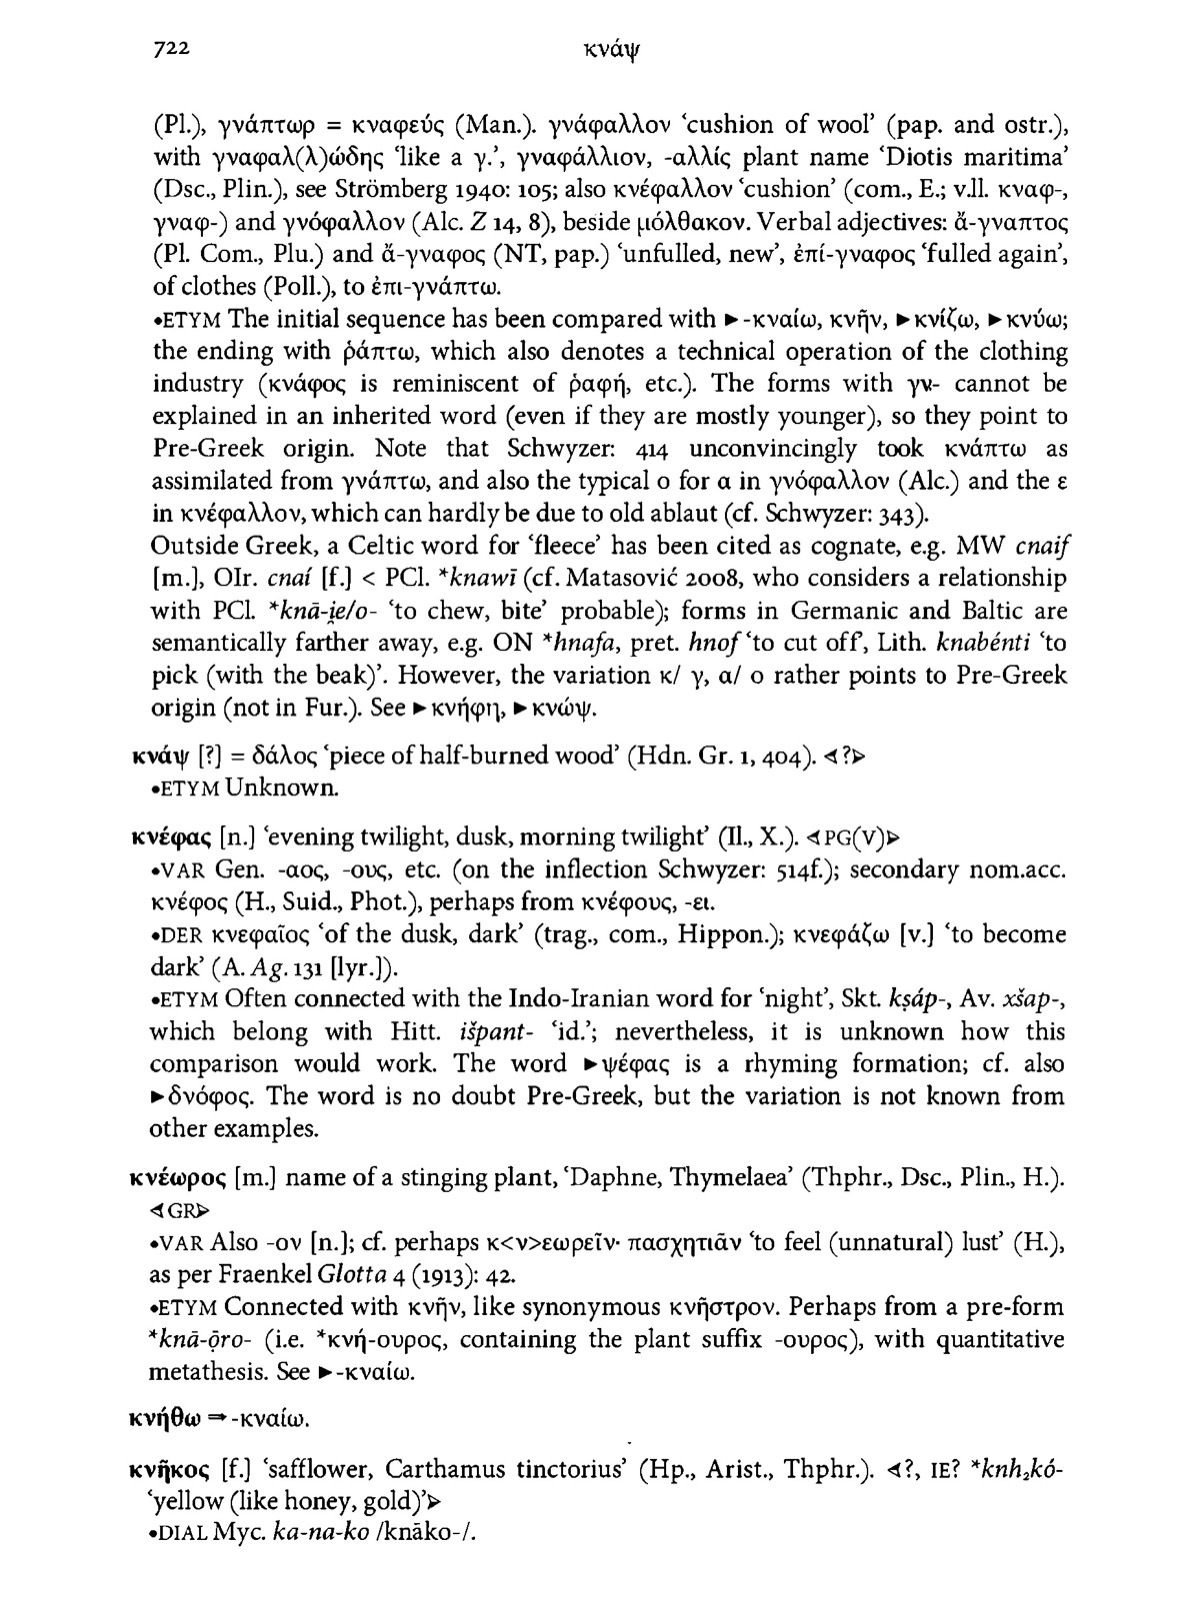 722
κνάψ
(Pl.), γνάπτωρ = κναφεύς (Man.). γνάφαλλον ‘cushion of wool’ (pap. and ostr.),
with γναφαλ(λ)ώδης ‘like a γ.’, γναφάλλιον, -αλλίς plant name ‘Diotis maritima’
(Dsc., Plin.), see Strömberg 1940: 105; also κνέφαλλον ‘cushion’ (com., E.; v.ll. κναφ-,
γναφ-) and γνόφαλλον (Alc. Z 14, 8), beside μόλθακον. Verbal adjectives: ἄ-γναπτος
(Pl. Com., Plu.) and ἄ-γναφος (NT, pap.) ‘unfulled, new’, ἐπί-γναφος ‘fulled again’,
of clothes (Poll.), to ἐπι-γνάπτω.
•ETYM The initial sequence has been compared with ►-κναίω, κνῆν, ►κνίζω, ►κνύω;
the ending with ῥάπτω, which also denotes a technical operation of the clothing
industry (κνάφος is reminiscent of ῥαφή, etc.). The forms with γν- cannot be
explained in an inherited word (even if they are mostly younger), so they point to
Pre-Greek origin. Note that Schwyzer: 414 unconvincingly took κνάπτω as
assimilated from γνάπτω, and also the typical ο for α in γνόφαλλον (Alc.) and the ε
in κνέφαλλον, which can hardly be due to old ablaut (cf. Schwyzer: 343).
Outside Greek, a Celtic word for ‘fleece’ has been cited as cognate, e.g. MW cnaif
[m.], OIr. cnaí [f.] < PCl. *knawī (cf. Matasović 2008, who considers a relationship
with PCl. *knā-i̯e/o- ‘to chew, bite’ probable); forms in Germanic and Baltic are
semantically farther away, e.g. ON *hnafa, pret. hnof ‘to cut off’, Lith. knabénti ‘to
pick (with the beak)’. However, the variation κ/ γ, α/ ο rather points to Pre-Greek
origin (not in Fur.). See ►κνήφη, ►κνώψ.
κνάψ [?] = δάλος ‘piece of half-burned wood’ (Hdn. Gr. 1, 404). ⊲?⊳
•ETYM Unknown.
κνέφας [n.] ‘evening twilight, dusk, morning twilight’ (Il., X.). ⊲PG(V)⊳
•VAR Gen. -αος, -ους, etc. (on the inflection Schwyzer: 514f.); secondary nom.acc.
κνέφος (H., Suid., Phot.), perhaps from κνέφους, -ει.
•DER κνεφαῖος ‘of the dusk, dark’ (trag., com., Hippon.); κνεφάζω [v.] ‘to become
dark’ (A. Ag. 131 [lyr.]).
•ETYM Often connected with the Indo-Iranian word for ‘night’, Skt. kṣáp-, Av. xšap-,
which belong with Hitt. išpant- ‘id.’; nevertheless, it is unknown how this
comparison would work. The word ►ψέφας is a rhyming formation; cf. also
►δνόφος. The word is no doubt Pre-Greek, but the variation is not known from
other examples.
κνέωρος [m.] name of a stinging plant, ‘Daphne, Thymelaea’ (Thphr., Dsc., Plin., H.).
⊲GR⊳
•VAR Also -ον [n.]; cf. perhaps κ<ν>εωρεῖν· πασχητιᾶν ‘to feel (unnatural) lust’ (H.),
as per Fraenkel Glotta 4 (1913): 42.
•ETYM Connected with κνῆν, like synonymous κνῆστρον. Perhaps from a pre-form
*knā-ọ̄ro- (i.e. *κνή-ουρος, containing the plant suffix -ουρος), with quantitative
metathesis. See ►-κναίω.
κνήθω ⇒ -κναίω.
κνῆκος [f.] ‘safflower, Carthamus tinctorius’ (Hp., Arist., Thphr.). ⊲?, IE? *knh₂kó-
‘yellow (like honey, gold)’⊳
•DIAL Myc. ka-na-ko /knāko-/.